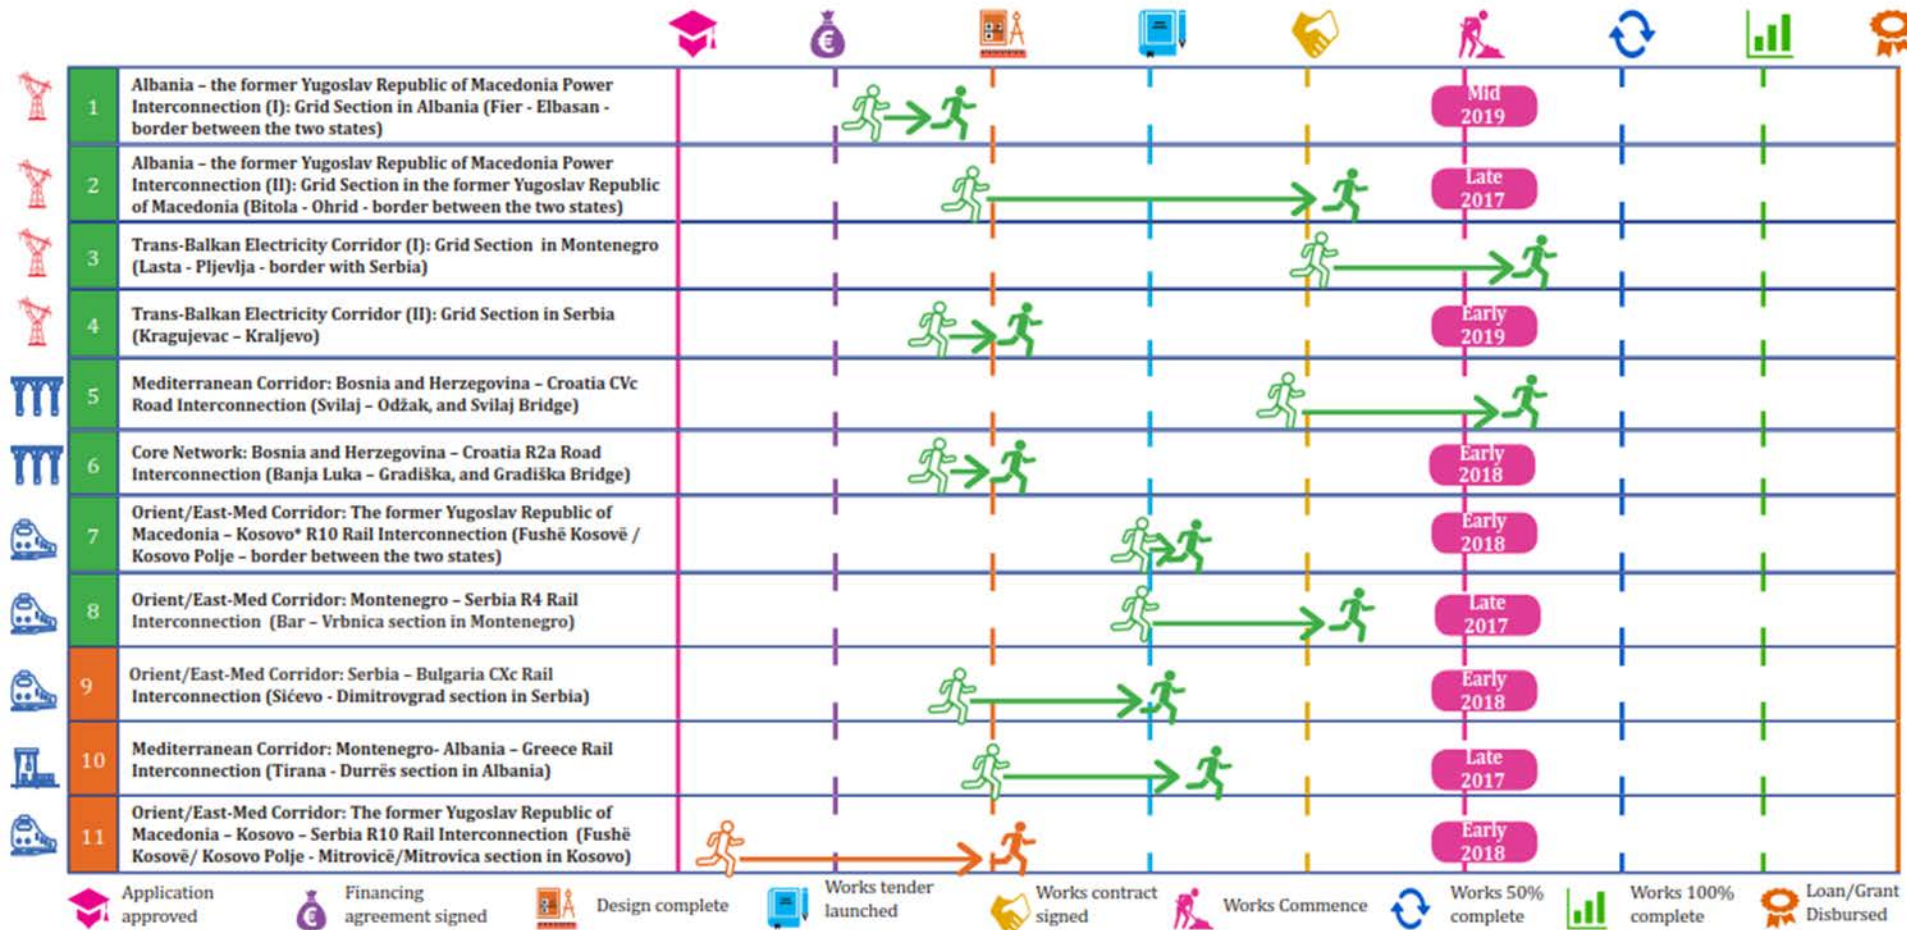 1
Albania – the former Yugoslav Republic of Macedonia Power
Interconnection (I): Grid Section in Albania (Fier - Elbasan -
border between the two states)
Mid
2019
2
Albania – the former Yugoslav Republic of Macedonia Power
Interconnection (II): Grid Section in the former Yugoslav Republic
of Macedonia (Bitola - Ohrid - border between the two states)
Late
2017
3
Trans-Balkan Electricity Corridor (I): Grid Section in Montenegro
(Lasta - Pljevlja - border with Serbia)
4
Trans-Balkan Electricity Corridor (II): Grid Section in Serbia
(Kragujevac – Kraljevo)
Early
2019
5
Mediterranean Corridor: Bosnia and Herzegovina – Croatia CVc
Road Interconnection (Svilaj – Odžak, and Svilaj Bridge)
6
Core Network: Bosnia and Herzegovina – Croatia R2a Road
Interconnection (Banja Luka – Gradiška, and Gradiška Bridge)
Early
2018
7
Orient/East-Med Corridor: The former Yugoslav Republic of
Macedonia – Kosovo* R10 Rail Interconnection (Fushë Kosovë /
Kosovo Polje – border between the two states)
Early
2018
8
Orient/East-Med Corridor: Montenegro – Serbia R4 Rail
Interconnection (Bar – Vrbnica section in Montenegro)
Late
2017
9
Orient/East-Med Corridor: Serbia – Bulgaria CXc Rail
Interconnection (Sićevo - Dimitrovgrad section in Serbia)
Early
2018
10
Mediterranean Corridor: Montenegro- Albania – Greece Rail
Interconnection (Tirana - Durrës section in Albania)
Late
2017
11
Orient/East-Med Corridor: The former Yugoslav Republic of
Macedonia – Kosovo – Serbia R10 Rail Interconnection (Fushë
Kosovë/ Kosovo Polje - Mitrovicë/Mitrovica section in Kosovo)
Early
2018
Application
approved
Financing
agreement signed
Design complete
Works tender
launched
Works contract
signed
Works Commence
Works 50%
complete
Works 100%
complete
Loan/Grant
Disbursed